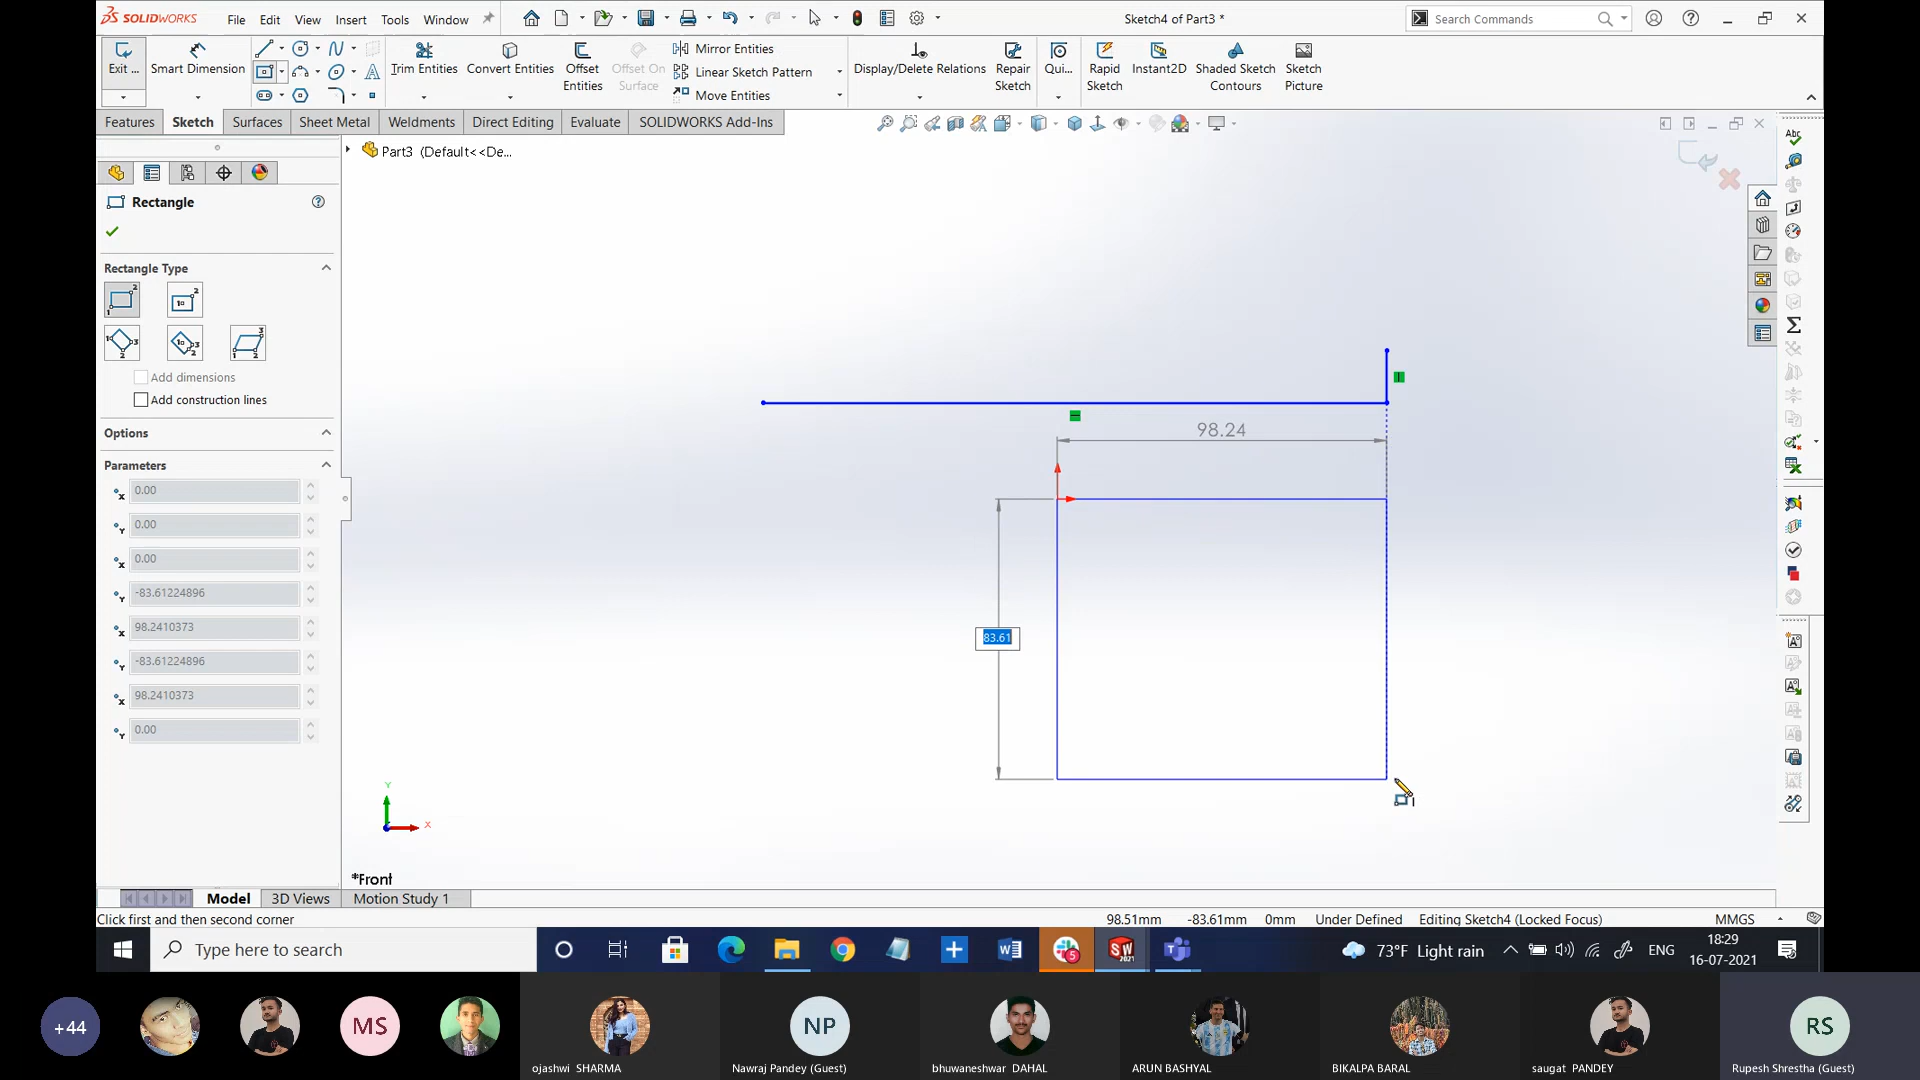 SOLIDWORKS
File
Edit
View
Insert
Tools
Window
Sketch4 of Part3 *
Search Commands
Exit ...
Smart Dimension
Trim Entities
Convert Entities
Offset
Entities
Offset On
Surface
Mirror Entities
Linear Sketch Pattern
Move Entities
Display/Delete Relations
Repair
Sketch
Qui...
Rapid
Sketch
Instant2D
Shaded Sketch
Contours
Sketch
Picture
Features
Sketch
Surfaces
Sheet Metal
Weldments
Direct Editing
Evaluate
SOLIDWORKS Add-Ins
Part3 (Default<<De...
Rectangle
Rectangle Type
Add dimensions
Add construction lines
Options
Parameters
0.00
0.00
0.00
-83.61224896
98.2410373
-83.61224896
98.2410373
0.00
98.24
83.61
Y
X
*Front
Model
3D Views
Motion Study 1
Click first and then second corner
98.51mm
-83.61mm
0mm
Under Defined
Editing Sketch4 (Locked Focus)
MMGS
Type here to search
73°F Light rain
ENG
18:29
16-07-2021
+44
MS
NP
RS
ojashwi SHARMA
Nawraj Pandey (Guest)
bhuwaneshwar DAHAL
ARUN BASHYAL
BIKALPA BARAL
saugat PANDEY
Rupesh Shrestha (Guest)